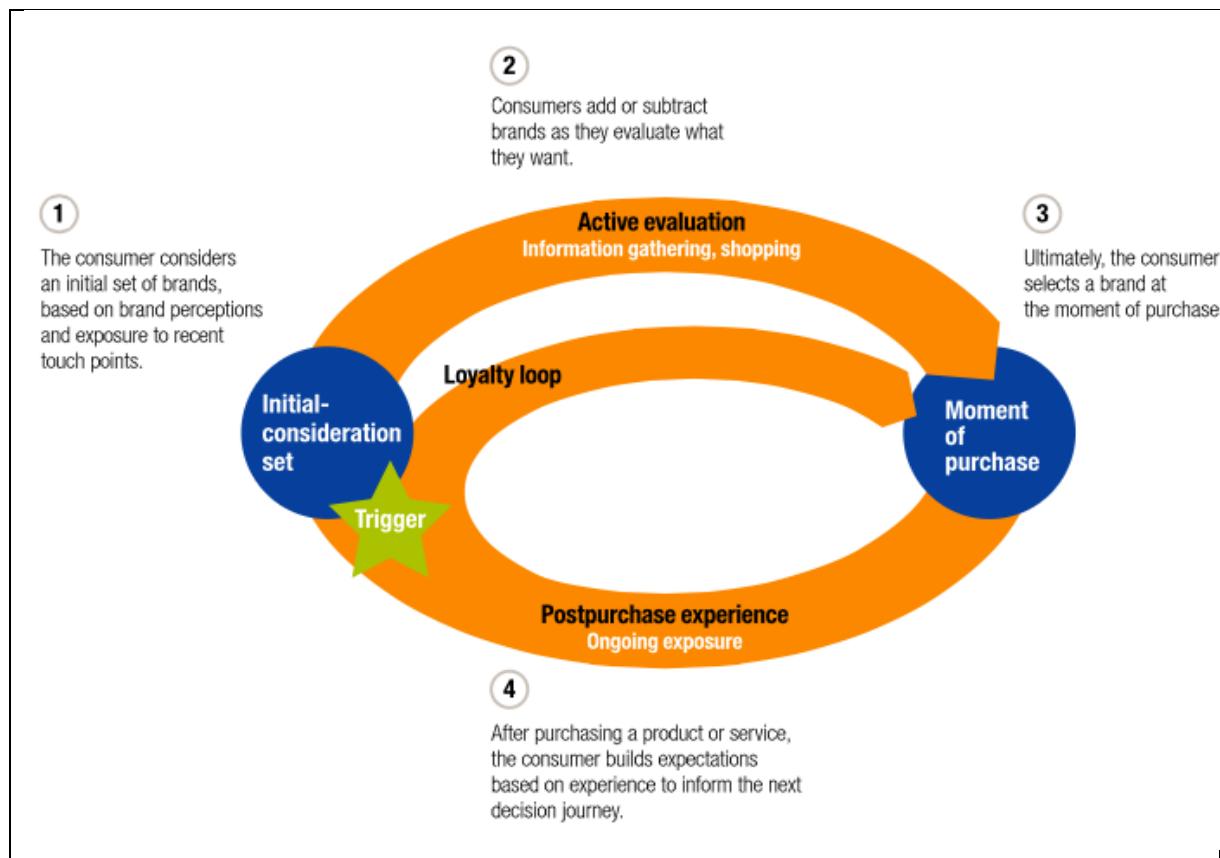 2
Consumers add or subtract
brands as they evaluate what
they want.
1
The consumer considers
an initial set of brands,
based on brand perceptions
and exposure to recent
touch points.
Active evaluation
Information gathering, shopping
3
Ultimately, the consumer
selects a brand at
the moment of purchase
Loyalty loop
Initial-
consideration
set
Moment
of
purchase
Trigger
Postpurchase experience
Ongoing exposure
4
After purchasing a product or service,
the consumer builds expectations
based on experience to inform the next
decision journey.